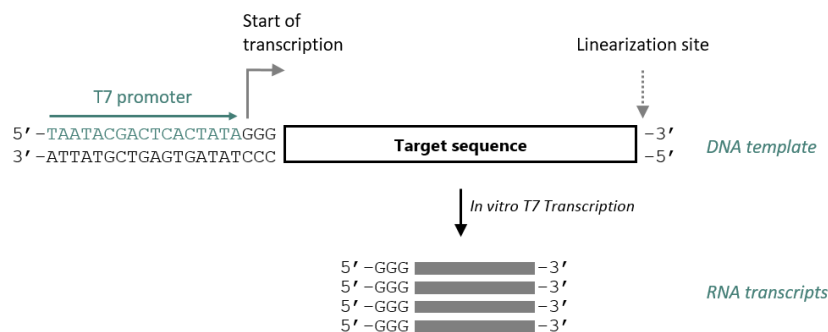 Start of
transcription
Linearization site
T7 promoter
5′-TAATACGACTCACTATAGGG
-3′
3′-ATTATGCTGAGTGATATCCC
-5′
Target sequence
DNA template
In vitro T7 Transcription
5′-GGG -3′
5′-GGG -3′
5′-GGG -3′
5′-GGG -3′
RNA transcripts